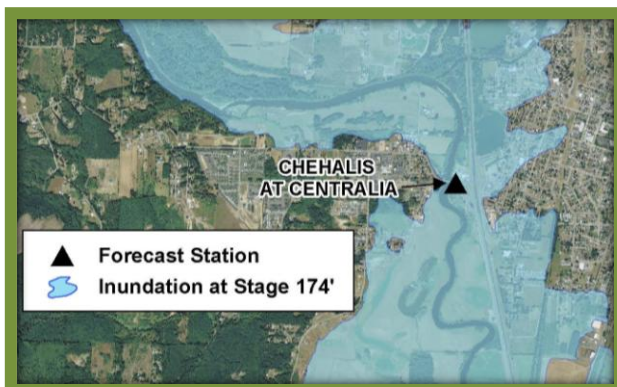 CHEHALIS
AT CENTRALIA
Forecast Station
Inundation at Stage 174'